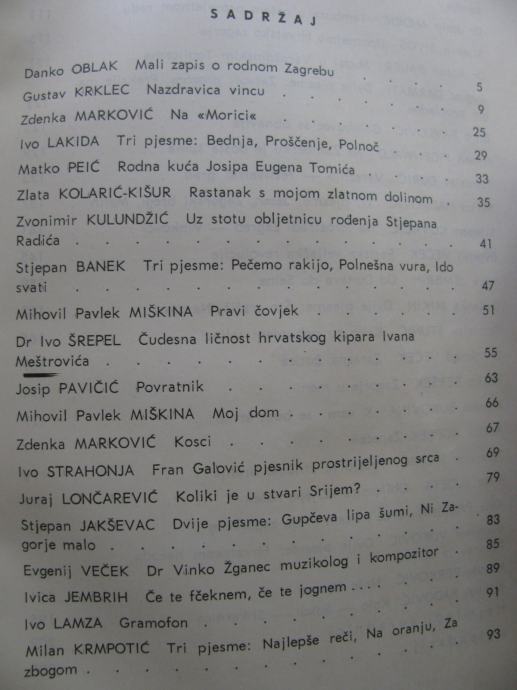 SADRŽAJ
Danko OBLAK Mali zapis o rodnom Zagrebu . . . . 5
Gustav KRKLEC Nazdravica vincu . . . . . . . 9
Zdenka MARKOVIĆ Na «Morici» . . . . . . . 25
Ivo LAKIDA Tri pjesme: Bednja, Proščenje, Polnoč . . . . 29
Matko PEIĆ Rodna kuća Josipa Eugena Tomića . . . . 33
Zlata KOLARIĆ-KIŠUR Rastanak s mojom zlatnom dolinom . 35
Zvonimir KULUNDŽIĆ Uz stotu obljetnicu rođenja Stjepana
Radića . . . . . . . . . . . . . 41
Stjepan BANEK Tri pjesme: Pečemo rakijo, Polnešna vura, Ido
svati . . . . . . . . . . . . . 47
Mihovil Pavlek MIŠKINA Pravi čovjek . . . . . . 51
Dr Ivo ŠREPEL Čudesna ličnost hrvatskog kipara Ivana
Meštrovića . . . . . . . . . . . . 55
Josip PAVIČIĆ Povratnik . . . . . . . . . 63
Mihovil Pavlek MIŠKINA Moj dom . . . . . . . 66
Zdenka MARKOVIĆ Kosci . . . . . . . . . 67
Ivo STRAHONJA Fran Galović pjesnik prostrijeljenog srca . 69
Juraj LONČAREVIĆ Koliki je u stvari Srijem? . . . . 79
Stjepan JAKŠEVAC Dvije pjesme: Gupčeva lipa šumi, Ni Za-
gorje malo . . . . . . . . . . . . 83
Evgenij VEČEK Dr Vinko Žganec muzikolog i kompozitor . 85
Ivica JEMBRIH Če te fčeknem, če te jognem . . . . . . 89
Ivo LAMZA Gramofon . . . . . . . . . . 91
Milan KRMPOTIĆ Tri pjesme: Najlepše reči, Na oranju, Za
zbogom . . . . . . . . . . . . . 93